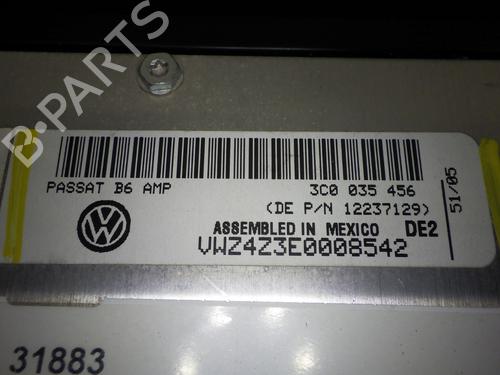 PASSAT B6 AMP 3C0 035 456
(DE P/N 12237129)
ASSEMBLED IN MEXICO DE2
VWZ4Z3E0008542
51/05
31883
B-PARTS